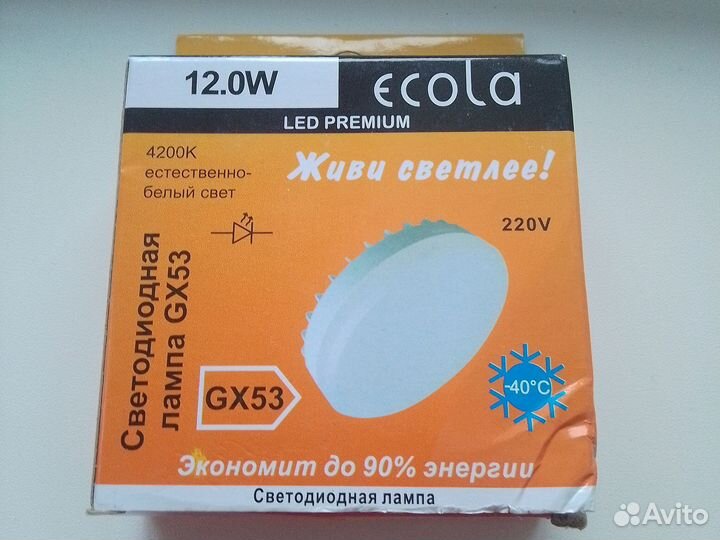 12.0W
ecola
LED PREMIUM
4200K
естественно-
белый свет
Живи светлее!
220V
Светодиодная
лампа GX53
GX53
-40°C
Экономит до 90% энергии
Светодиодная лампа
Avito